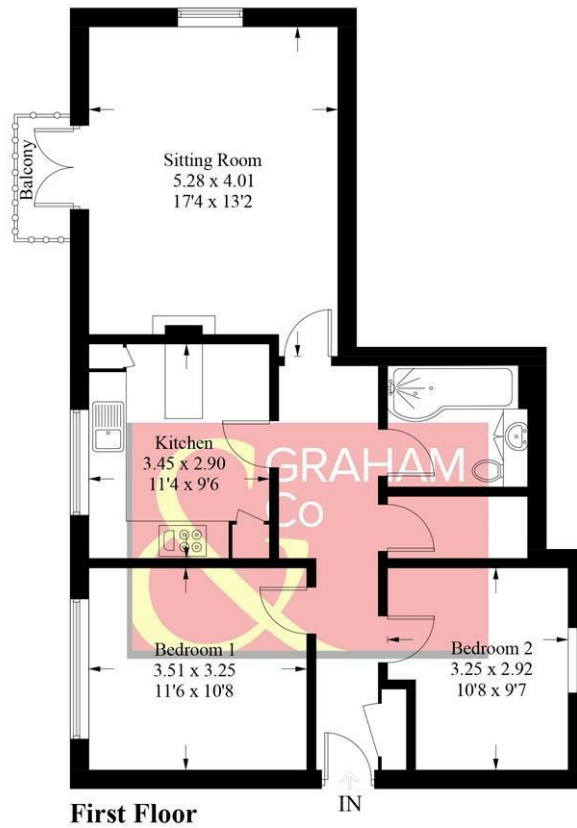 Balcony
Sitting Room
5.28 x 4.01
17'4 x 13'2
Kitchen
3.45 x 2.90
11'4 x 9'6
GRAHAM
&
Co
Bedroom 1
3.51 x 3.25
11'6 x 10'8
Bedroom 2
3.25 x 2.92
10'8 x 9'7
IN
First Floor